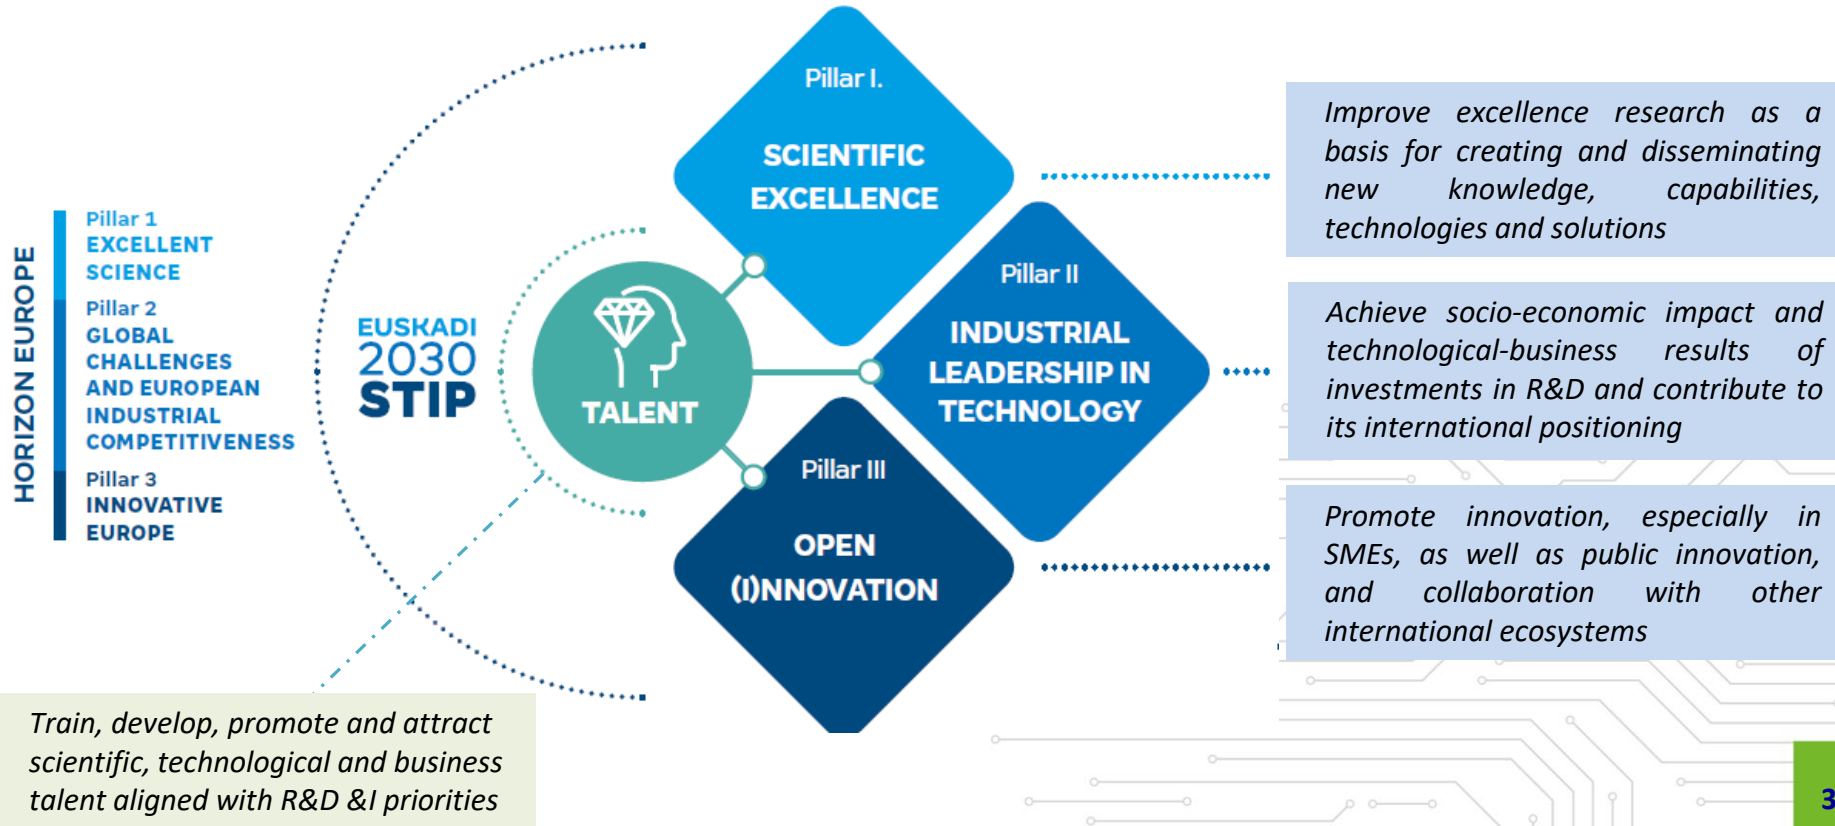 HORIZON EUROPE
Pillar 1
EXCELLENT
SCIENCE
Pillar 2
GLOBAL
CHALLENGES
AND EUROPEAN
INDUSTRIAL
COMPETITIVENESS
Pillar 3
INNOVATIVE
EUROPE
EUSKADI
2030
STIP
TALENT
Pillar I.
SCIENTIFIC
EXCELLENCE
Pillar II
INDUSTRIAL
LEADERSHIP IN
TECHNOLOGY
Pillar III
OPEN
(I)NNOVATION
Improve excellence research as a
basis for creating and disseminating
new knowledge, capabilities,
technologies and solutions
Achieve socio-economic impact and
technological-business results of
investments in R&D and contribute to
its international positioning
Promote innovation, especially in
SMEs, as well as public innovation,
and collaboration with other
international ecosystems
Train, develop, promote and attract
scientific, technological and business
talent aligned with R&D &I priorities
3